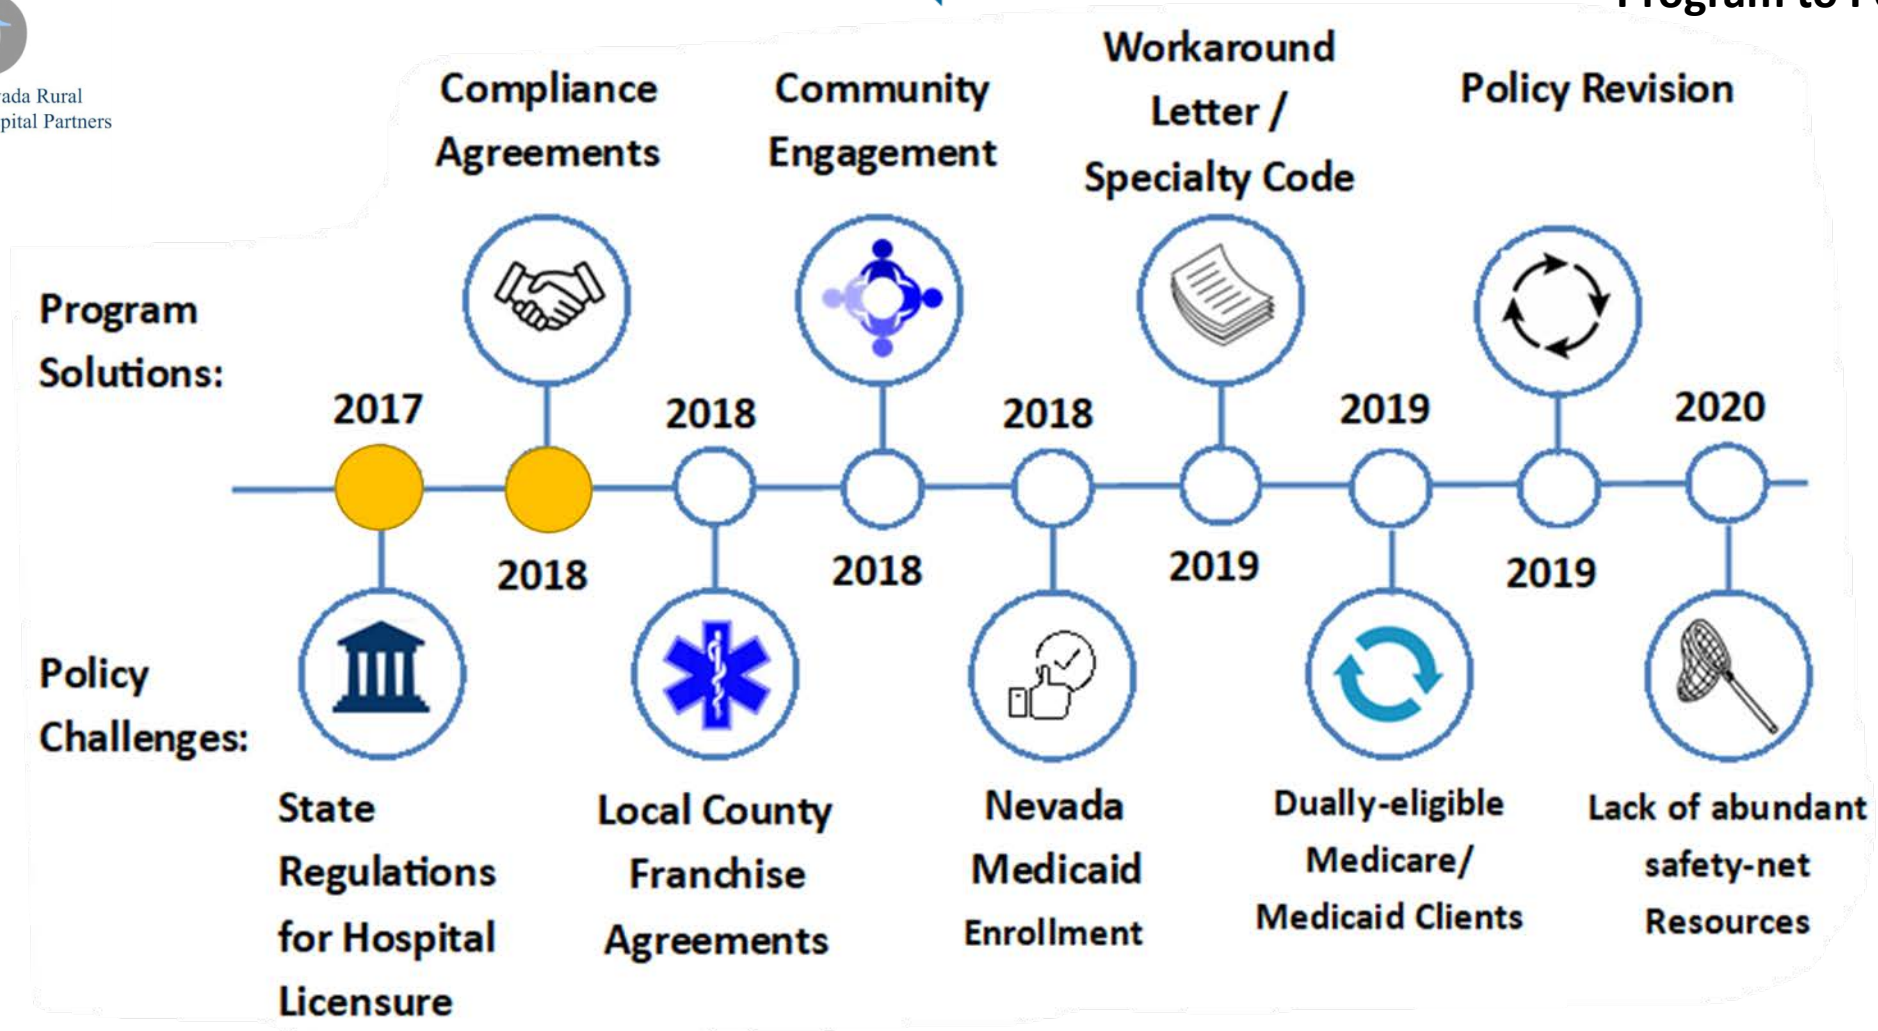 Program to
ada Rural
pital Partners
Compliance
Agreements
Community
Engagement
Workaround
Letter /
Specialty Code
Policy Revision
Program
Solutions:
2017
2018
2018
2018
2018
2019
2019
2019
2020
Policy
Challenges:
State
Regulations
for Hospital
Licensure
Local County
Franchise
Agreements
Nevada
Medicaid
Enrollment
Dually-eligible
Medicare/
Medicaid Clients
Lack of abundant
safety-net
Resources